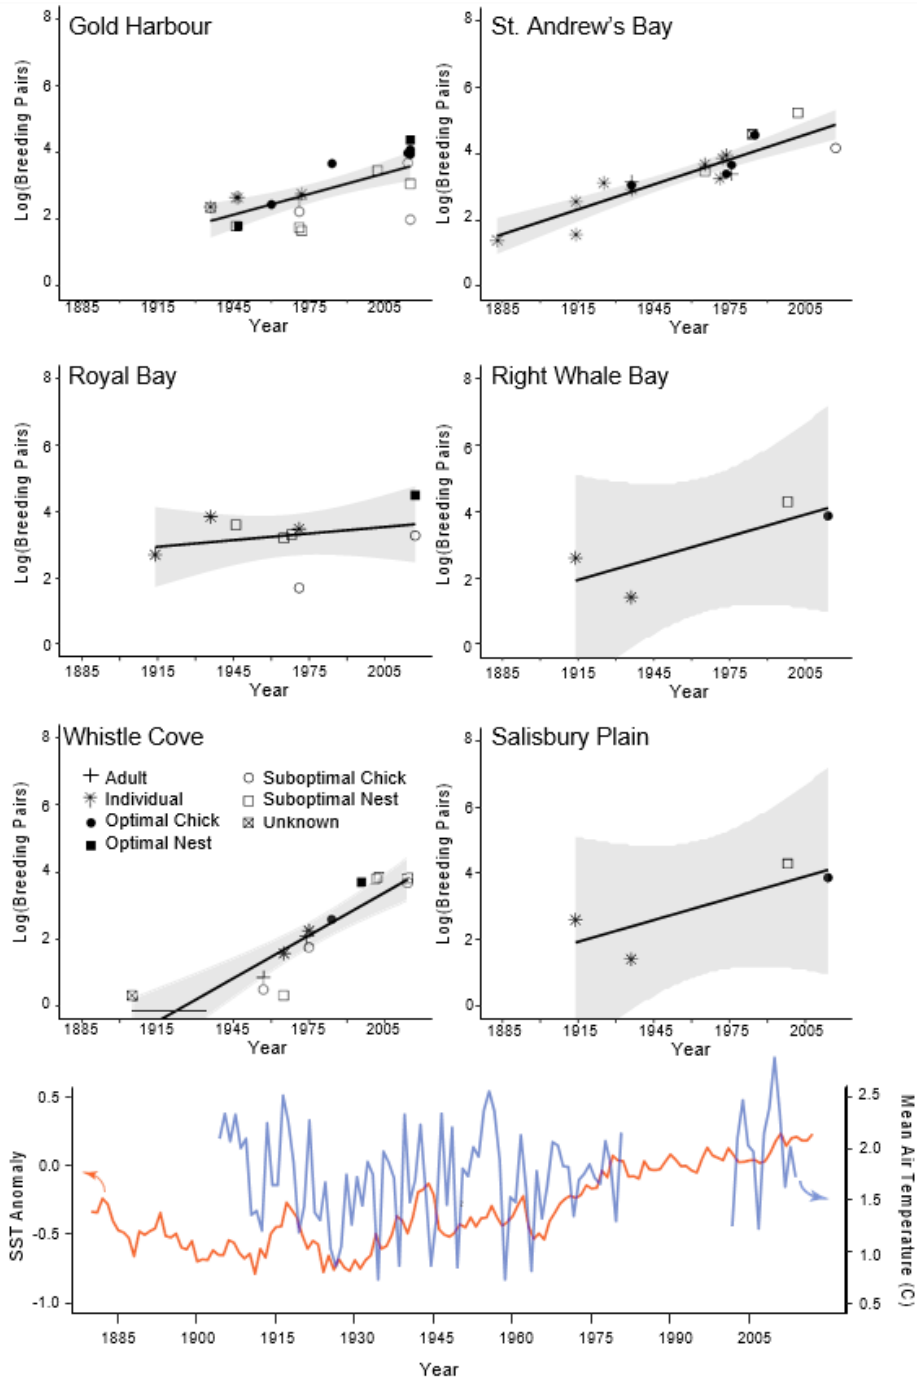 Gold Harbour
8
6
4
2
0
Log(Breeding Pairs)
1885 1915 1945 1975 2005
Year
St. Andrew's Bay
8
6
4
2
0
Log(Breeding Pairs)
1885 1915 1945 1975 2005
Year
Royal Bay
8
6
4
2
0
Log(Breeding Pairs)
1885 1915 1945 1975 2005
Year
Right Whale Bay
8
6
4
2
0
Log(Breeding Pairs)
1885 1915 1945 1975 2005
Year
Whistle Cove
Adult
Individual
Optimal Chick
Optimal Nest
Suboptimal Chick
Suboptimal Nest
Unknown
8
6
4
2
0
Log(Breeding Pairs)
1885 1915 1945 1975 2005
Year
Salisbury Plain
8
6
4
2
0
Log(Breeding Pairs)
1885 1915 1945 1975 2005
Year
0.5
0.0
-0.5
-1.0
SST Anomaly
2.5
2.0
1.5
1.0
0.5
Mean Air Temperature (C)
1885 1900 1915 1930 1945 1960 1975 1990 2005
Year